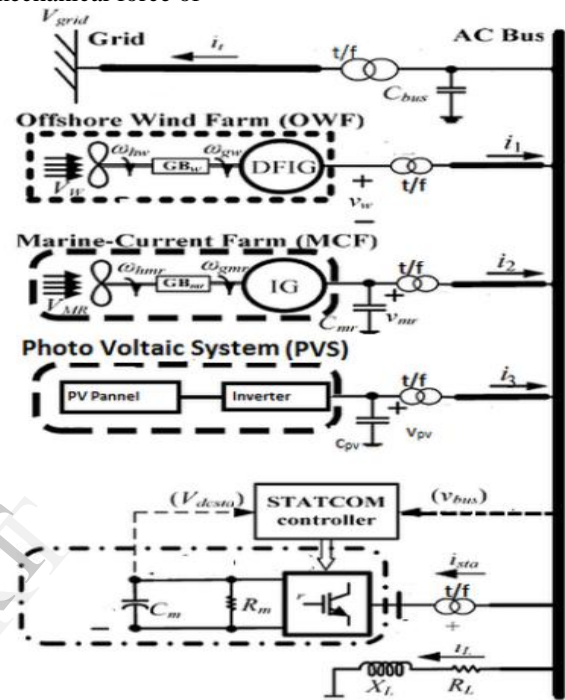 V_grid
Grid
i_t
t/f
AC Bus
C_bus
Offshore Wind Farm (OWF)
V_W
ω_hw
GB_w
ω_gw
DFIG
+
v_w
−
t/f
i_1
Marine-Current Farm (MCF)
V_MR
ω_hmr
GB_mr
ω_gmr
IG
C_mr
+
v_mr
t/f
i_2
Photo Voltaic System (PVS)
PV Pannel
Inverter
C_pv
+
V_pv
t/f
i_3
(V_dcsta)
STATCOM
controller
(v_bus)
C_m
R_m
−
r
i_sta
t/f
+
i_L
X_L
R_L